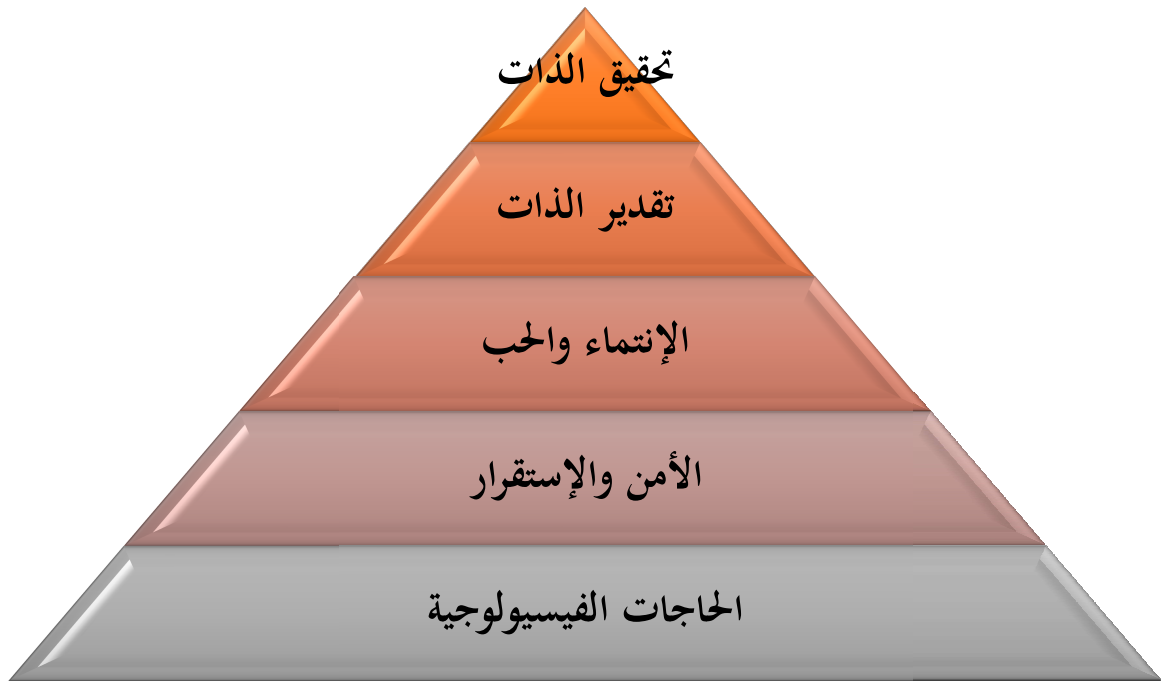 تحقيق الذات
تقدير الذات
الإنتماء والحب
الأمن والإستقرار
الحاجات الفيسيولوجية